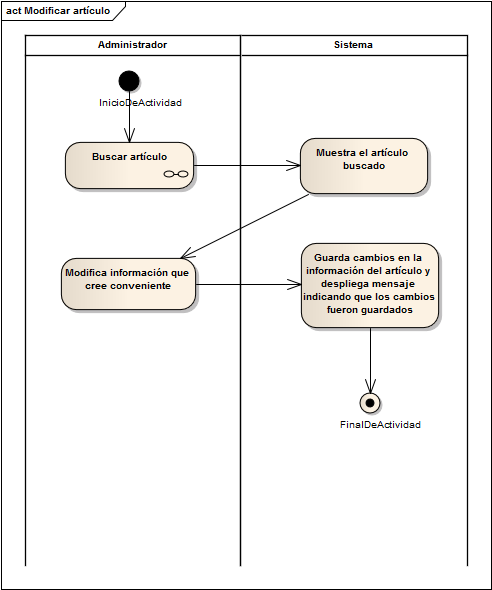 act Modificar artículo
Administrador
Sistema
InicioDeActividad
Buscar artículo
Muestra el artículo
buscado
Modifica información que
cree conveniente
Guarda cambios en la
información del artículo y
despliega mensaje
indicando que los cambios
fueron guardados
FinalDeActividad